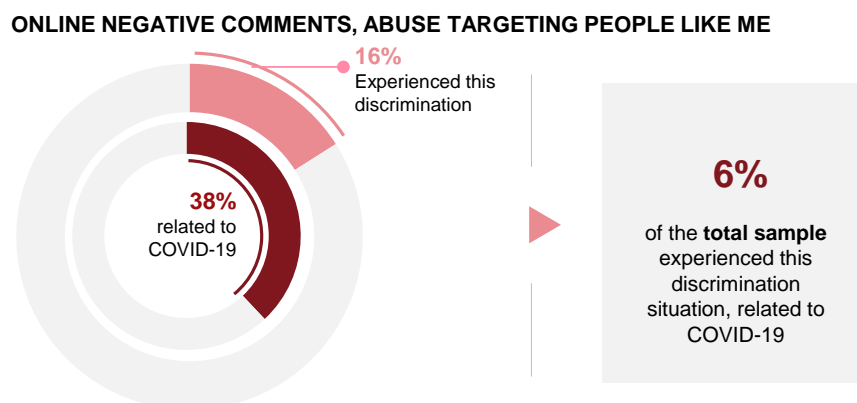 ONLINE NEGATIVE COMMENTS, ABUSE TARGETING PEOPLE LIKE ME
16%
Experienced this
discrimination
38%
related to
COVID-19
6%
of the total sample
experienced this
discrimination
situation, related to
COVID-19